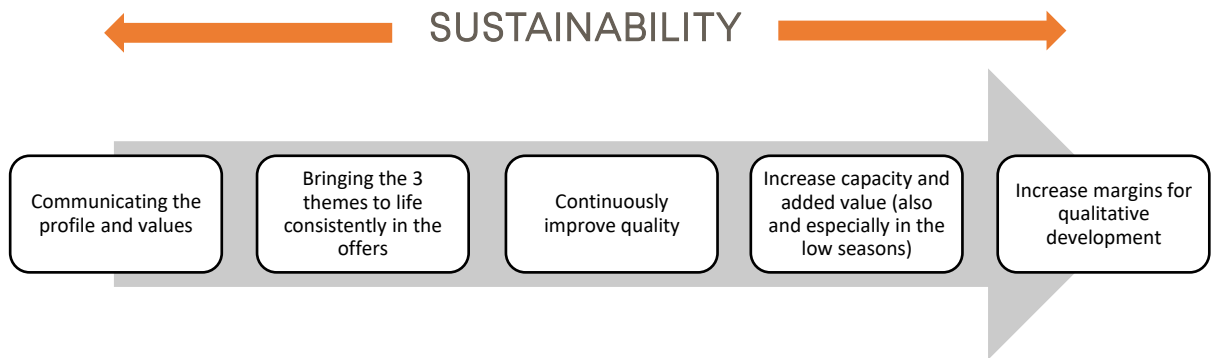 SUSTAINABILITY
Communicating the
profile and values
Bringing the 3
themes to life
consistently in the
offers
Continuously
improve quality
Increase capacity and
added value (also
and especially in the
low seasons)
Increase margins for
qualitative
development